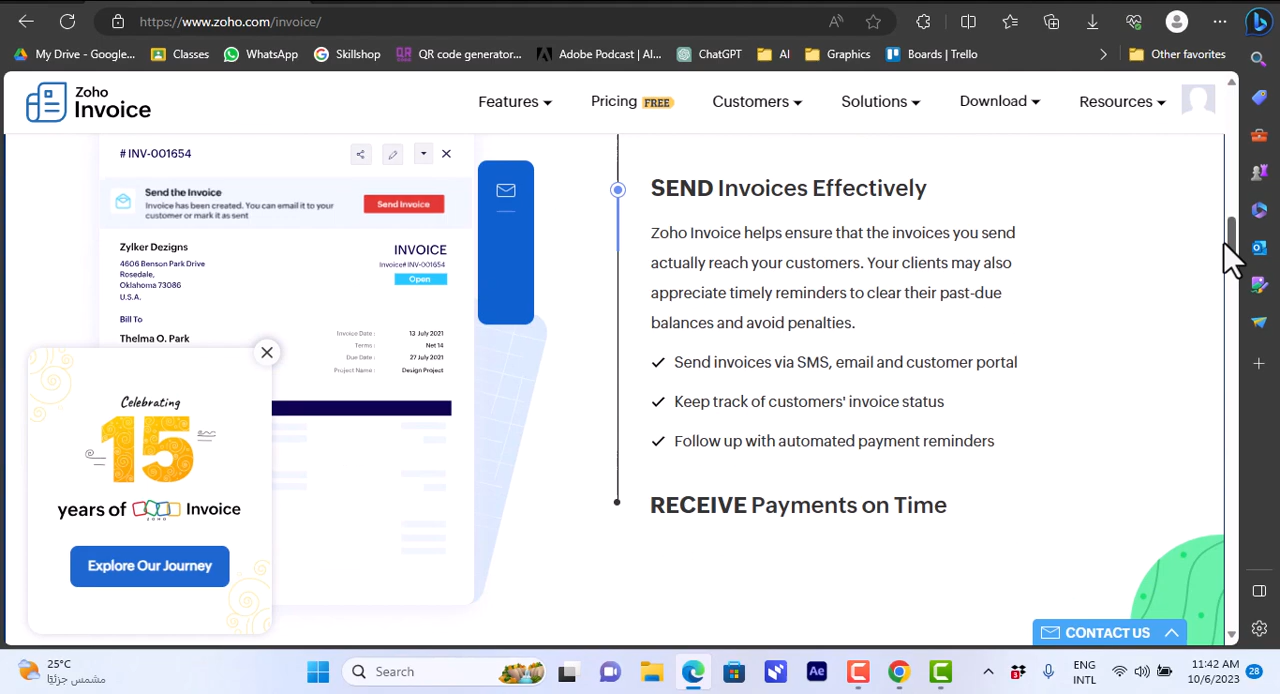 https://www.zoho.com/invoice/
My Drive - Google...
Classes
WhatsApp
Skillshop
QR code generator...
Adobe Podcast | AI...
ChatGPT
AI
Graphics
Boards | Trello
Other favorites
Zoho
Invoice
Features
Pricing FREE
Customers
Solutions
Download
Resources
# INV-001654
Send the Invoice
Invoice has been created. You can email it to your
customer or mark it as sent
Send Invoice
Zylker Dezigns
4606 Benson Park Drive
Rosedale,
Oklahoma 73086
U.S.A.
INVOICE
Invoice# INV-001654
Open
Bill To
Thelma O. Park
Invoice Date : 13 July 2021
Terms : Net 14
Due Date : 27 July 2021
Project Name : Design Project
SEND Invoices Effectively
Zoho Invoice helps ensure that the invoices you send
actually reach your customers. Your clients may also
appreciate timely reminders to clear their past-due
balances and avoid penalties.
Send invoices via SMS, email and customer portal
Keep track of customers' invoice status
Follow up with automated payment reminders
RECEIVE Payments on Time
Celebrating
15
years of ZOHO Invoice
Explore Our Journey
CONTACT US
25°C
مشمس جزئيًا
Search
Ae
3
ENG
INTL
11:42 AM
10/6/2023
28